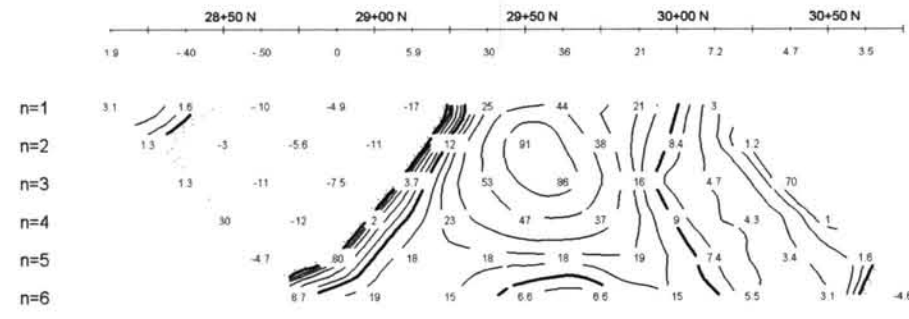 28+50 N 29+00 N 29+50 N 30+00 N 30+50 N
1.9 -.40 -.50 0 5.9 30 36 21 7.2 4.7 3.5
n=1 3.1 1.6 -10 -4.9 -17 25 44 21 3
n=2 1.3 -3 -5.6 -11 12 91 38 8.4 1.2
n=3 1.3 -11 -7.5 3.7 53 86 16 4.7 70
n=4 30 -12 2 23 47 37 9 4.3 1
n=5 -4.7 .80 18 18 18 19 7.4 3.4 1.6
n=6 6.7 19 15 6.6 6.6 15 5.5 3.1 -4.6